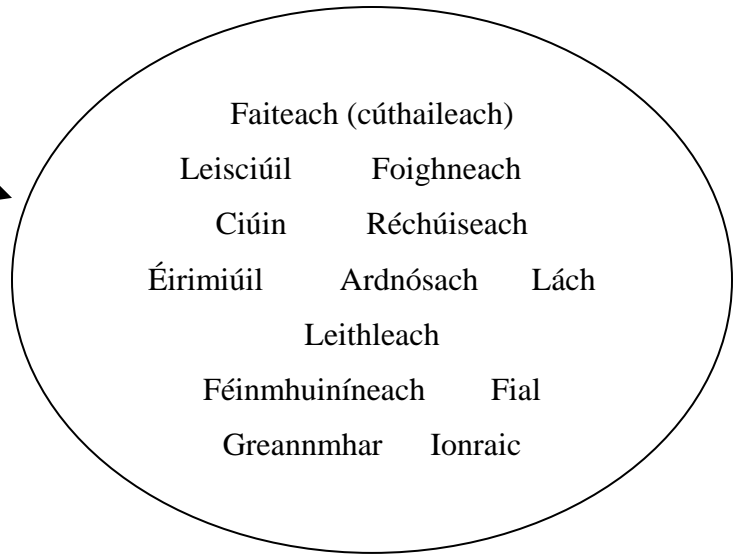 Faiteach (cúthaileach)
Leisciúil Foighneach
Ciúin Réchúiseach
Éirimiúil Ardnósach Lách
Leithleach
Féinmhuiníneach Fial
Greannmhar Ionraic